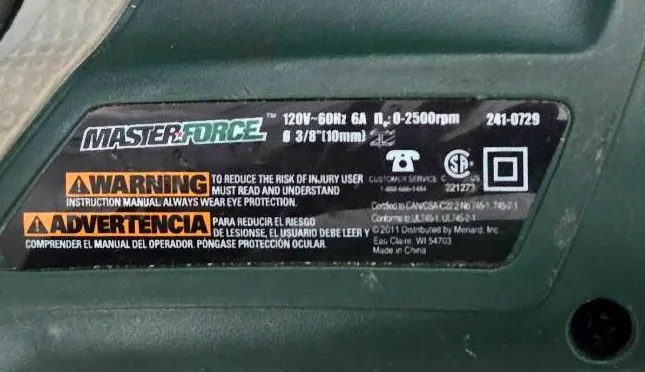 MASTERFORCE™ 120V~60Hz 6A n₀:0-2500rpm 241-0729
Ø 3/8"(10mm)
WARNING TO REDUCE THE RISK OF INJURY USER
MUST READ AND UNDERSTAND
INSTRUCTION MANUAL. ALWAYS WEAR EYE PROTECTION.
ADVERTENCIA PARA REDUCIR EL RIESGO
DE LESIONSE, EL USUARIO DEBE LEER Y
COMPRENDER EL MANUAL DEL OPERADOR. PÓNGASE PROTECCIÓN OCULAR.
CUSTOMER SERVICE
C SA US
221273
Certified to CAN/CSA-C22.2 No.745-1, 745-2-1
Conforms to UL745-1, UL745-2-1
© 2011 Distributed by Menard, Inc.
Eau Claire, WI 54703
Made in China